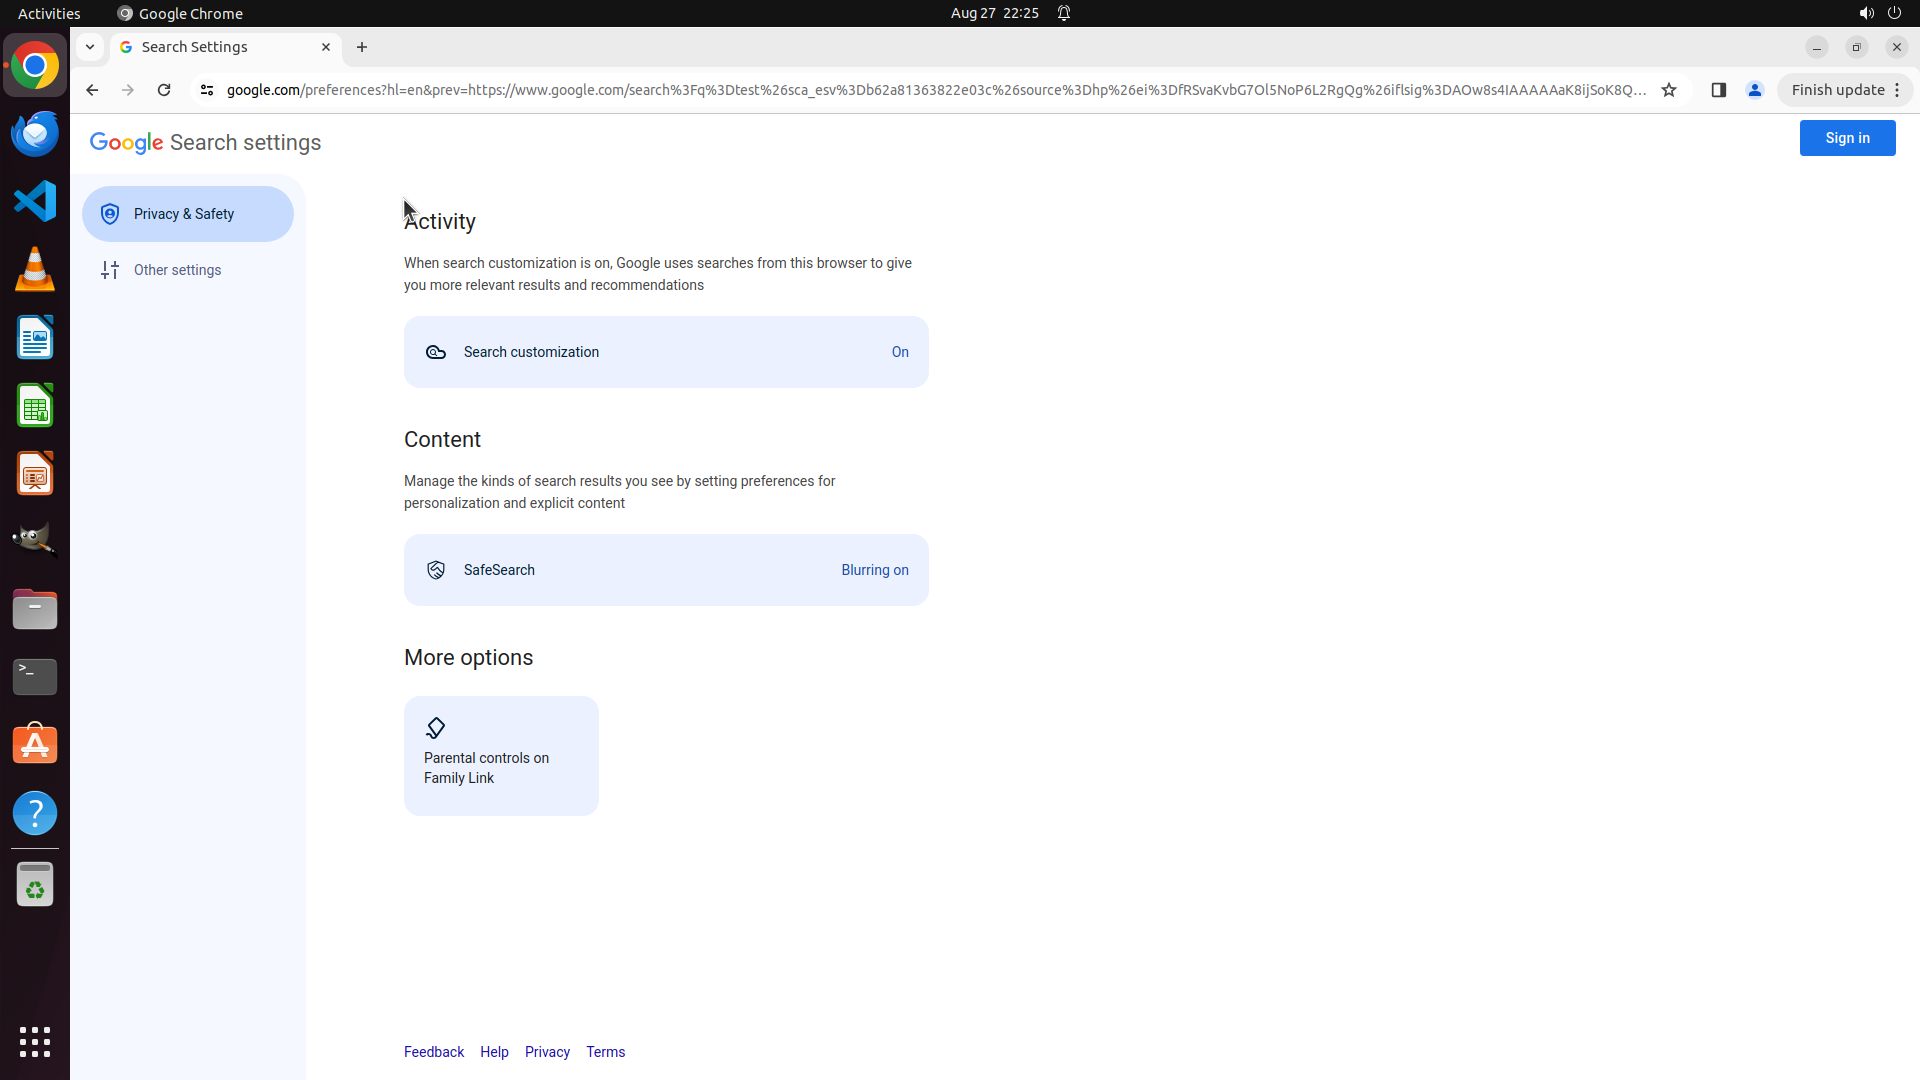 Activities
Google Chrome
Aug 27 22:25
Search Settings
google.com/preferences?hl=en&prev=https://www.google.com/search%3Fq%3Dtest%26sca_esv%3Db62a81363822e03c%26source%3Dhp%26ei%3DfRSvaKvbG7Ol5NoP6L2RgQg%26iflsig%3DAOw8s4IAAAAAaK8ijSoK8Q...
Finish update
Google Search settings
Sign in
Privacy & Safety
Other settings
Activity
When search customization is on, Google uses searches from this browser to give
you more relevant results and recommendations
Search customization
On
Content
Manage the kinds of search results you see by setting preferences for
personalization and explicit content
SafeSearch
Blurring on
More options
Parental controls on
Family Link
Feedback
Help
Privacy
Terms